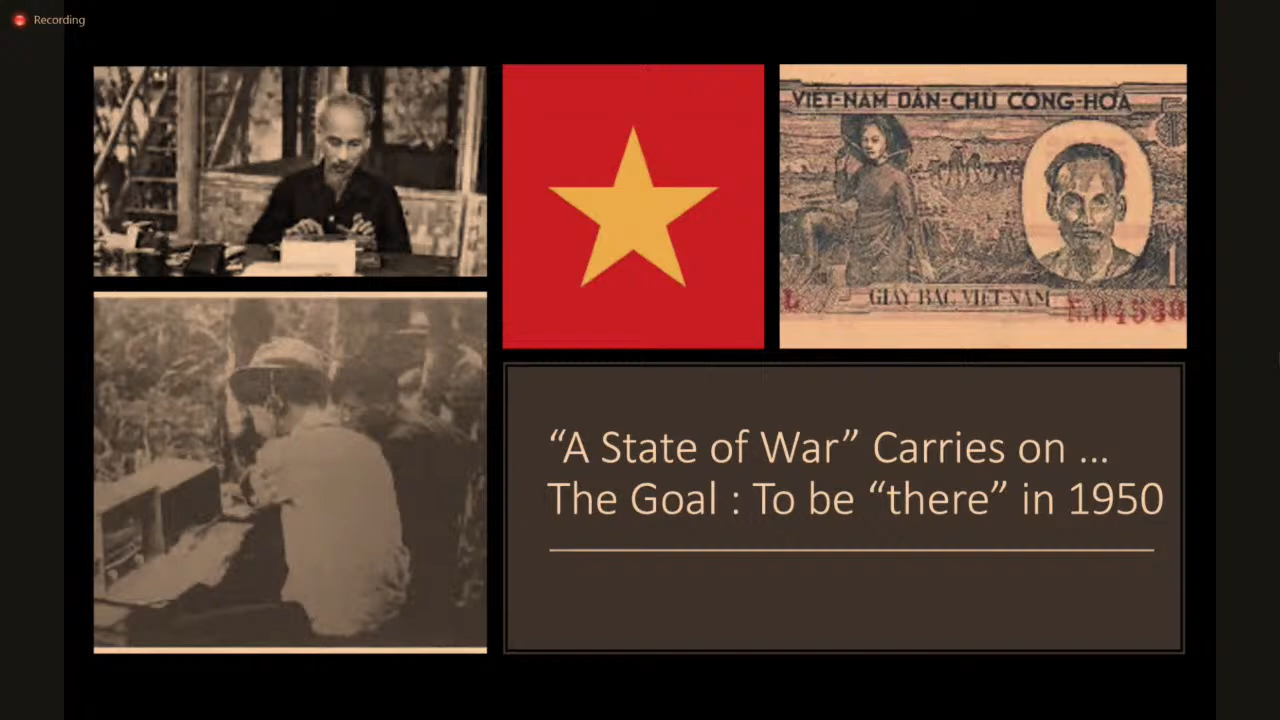 Recording
VIỆT-NAM DÂN-CHỦ CỘNG-HÒA
GIẤY BẠC VIỆT-NAM
1
“A State of War” Carries on ...
The Goal : To be “there” in 1950